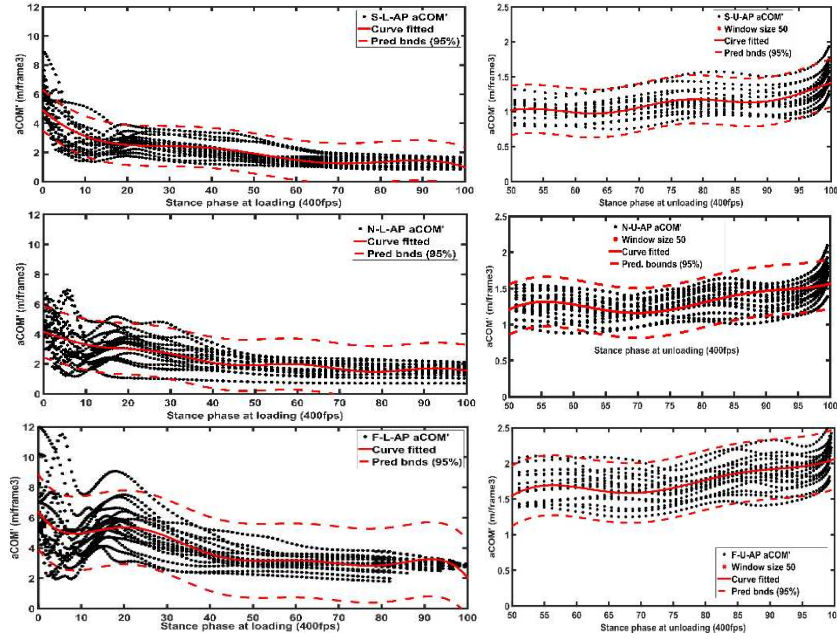 S-L-AP aCOM'
Curve fitted
Pred bnds (95%)
aCOM' (m/frame3)
12
10
8
6
4
2
0
0 10 20 30 40 50 60 70 80 90 100
Stance phase at loading (400fps)
S-U-AP aCOM'
Window size 50
Cirve fitted
Pred bnds (95%)
aCOM' (m/frame3)
2.5
2
1.5
1
0.5
0
50 55 60 65 70 75 80 85 90 95 100
Stance phase at unloading (400fps)
N-L-AP aCOM'
Curve fitted
Pred bnds (95%)
aCOM' (m/frame3)
12
10
8
6
4
2
0
0 10 20 30 40 50 60 70 80 90 100
Stance phase at loading (400fps)
N-U-AP aCOM'
Window size 50
Curve fitted
Pred. bounds (95%)
aCOM' (m/frame3)
2.5
2
1.5
1
0.5
0
Stance phase at unloading (400fps)
50 55 60 65 70 75 80 85 90 95 100
F-L-AP aCOM'
Curve fitted
Pred bnds (95%)
aCOM' (m/frame3)
12
10
8
6
4
2
0
0 10 20 30 40 50 60 70 80 90 100
Stance phase at loading (400fps)
F-U-AP aCOM'
Window size 50
Curve fitted
Pred bnds (95%)
aCOM' (m/frame3)
2.5
2
1.5
1
0.5
0
50 55 60 65 70 75 80 85 90 95 10
Stance phase at unloading (400fps)